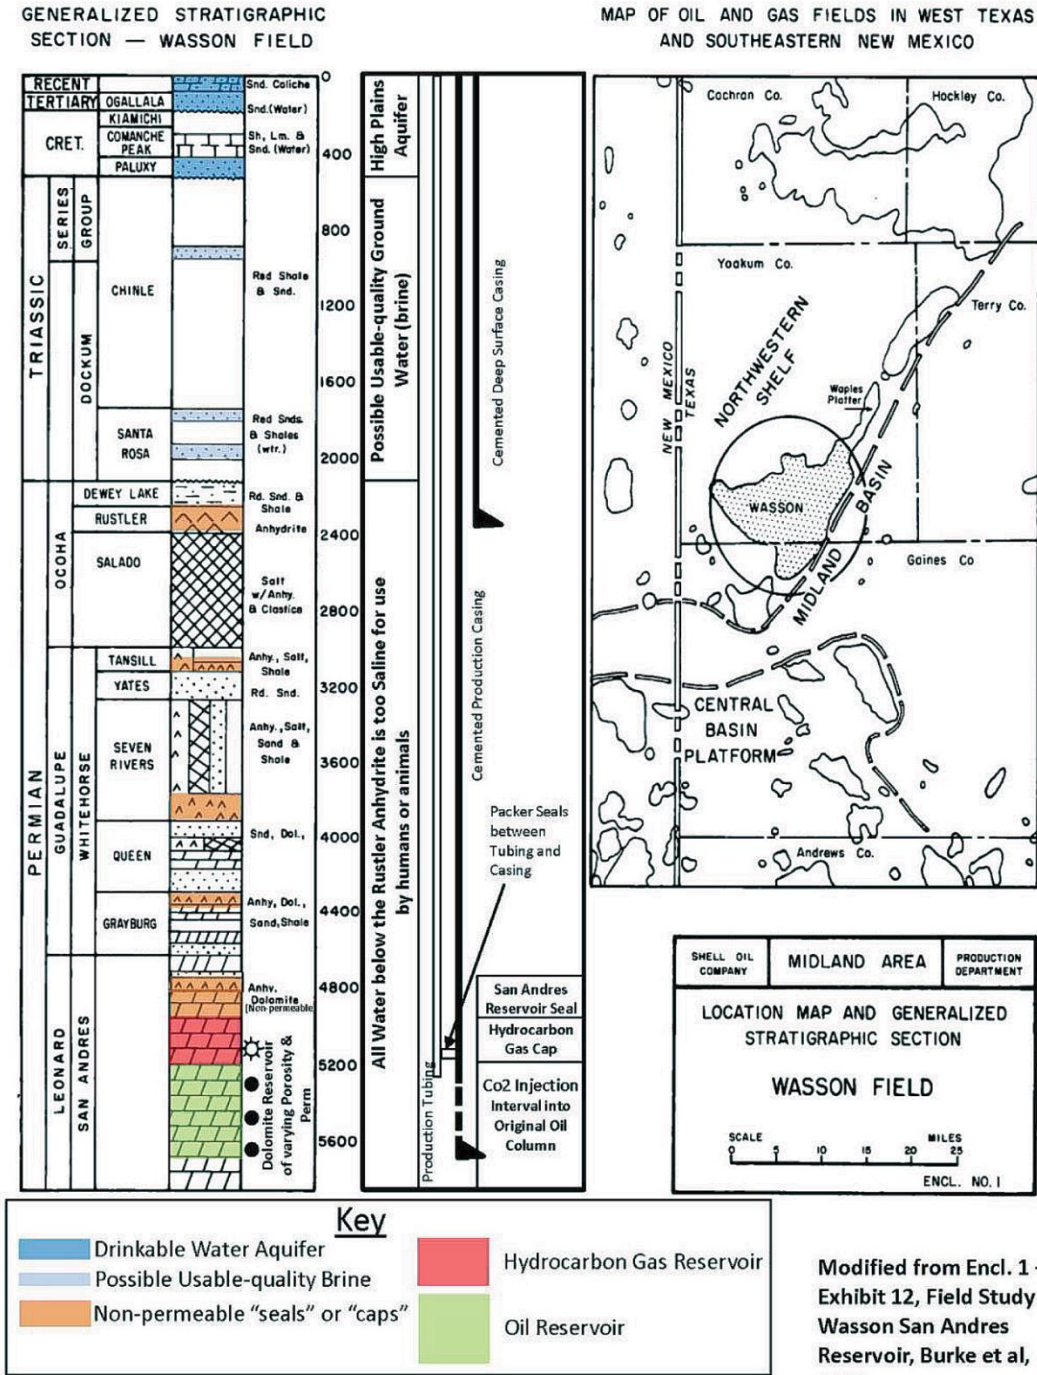 GENERALIZED STRATIGRAPHIC
SECTION — WASSON FIELD
RECENT
TERTIARY
OGALLALA
KIAMICHI
CRET.
COMANCHE
PEAK
PALUXY
TRIASSIC
SERIES
GROUP
DOCKUM
CHINLE
SANTA
ROSA
PERMIAN
OCOHA
DEWEY LAKE
RUSTLER
SALADO
GUADALUPE
WHITEHORSE
TANSILL
YATES
SEVEN
RIVERS
QUEEN
GRAYBURG
LEONARD
SAN ANDRES
Snd. Caliche
Snd. (Water)
Sh, Lm. &
Snd. (Water)
Red Shale
& Snd.
Red Snds.
& Shales
(wtr.)
Rd. Snd. &
Shale
Anhydrite
Salt
w/Anhy.
& Clastics
Anhy., Salt,
Shale
Rd. Snd.
Anhy., Salt,
Sand &
Shale
Snd, Dol.,
Anhy, Dol.,
Sand, Shale
Anhy.
Dolomite
(Non-permeable)
Dolomite Reservoir
of varying Porosity &
Perm
0
400
800
1200
1600
2000
2400
2800
3200
3600
4000
4400
4800
5200
5600
High Plains
Aquifer
Possible Usable-quality Ground
Water (brine)
All Water below the Rustler Anhydrite is too Saline for use
by humans or animals
Cemented Deep Surface Casing
Cemented Production Casing
Packer Seals
between
Tubing and
Casing
Production Tubing
San Andres
Reservoir Seal
Hydrocarbon
Gas Cap
Co2 Injection
Interval into
Original Oil
Column
MAP OF OIL AND GAS FIELDS IN WEST TEXAS
AND SOUTHEASTERN NEW MEXICO
Cochran Co.
Hockley Co.
Yoakum Co.
Terry Co.
NEW MEXICO
TEXAS
NORTHWESTERN
SHELF
Waples
Platter
WASSON
MIDLAND BASIN
Gaines Co
CENTRAL
BASIN
PLATFORM
Andrews Co.
SHELL OIL
COMPANY
MIDLAND AREA
PRODUCTION
DEPARTMENT
LOCATION MAP AND GENERALIZED
STRATIGRAPHIC SECTION
WASSON FIELD
SCALE MILES
0 5 10 15 20 25
ENCL. NO. 1
Key
Drinkable Water Aquifer
Possible Usable-quality Brine
Non-permeable "seals" or "caps"
Hydrocarbon Gas Reservoir
Oil Reservoir
Modified from Encl. 1 -
Exhibit 12, Field Study
Wasson San Andres
Reservoir, Burke et al,